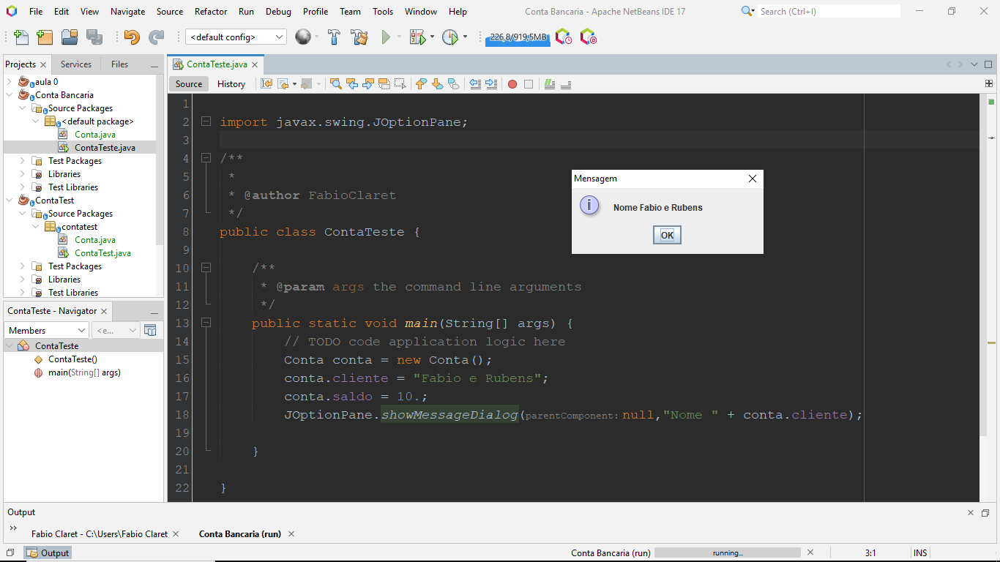 File Edit View Navigate Source Refactor Run Debug Profile Team Tools Window Help Conta Bancaria - Apache NetBeans IDE 17 Search (Ctrl+I)
<default config> 226,8/919,5MB
Projects Services Files
aula 0
Conta Bancaria
Source Packages
<default package>
Conta.java
ContaTeste.java
Test Packages
Libraries
Test Libraries
ContaTest
Source Packages
contatest
Conta.java
ContaTest.java
Test Packages
Libraries
Test Libraries
ContaTeste - Navigator
Members <e...
ContaTeste
ContaTeste()
main(String[] args)
ContaTeste.java
Source History
1
2 import javax.swing.JOptionPane;
3
4 /**
5 *
6 * @author FabioClaret
7 */
8 public class ContaTeste {
9
10 /**
11 * @param args the command line arguments
12 */
13 public static void main(String[] args) {
14 // TODO code application logic here
15 Conta conta = new Conta();
16 conta.cliente = "Fabio e Rubens";
17 conta.saldo = 10.;
18 JOptionPane.showMessageDialog(parentComponent: null,"Nome " + conta.cliente);
19
20 }
21
22 }
Mensagem
i
Nome Fabio e Rubens
OK
Output
Fabio Claret - C:\Users\Fabio Claret Conta Bancaria (run)
Output Conta Bancaria (run) running... 3:1 INS